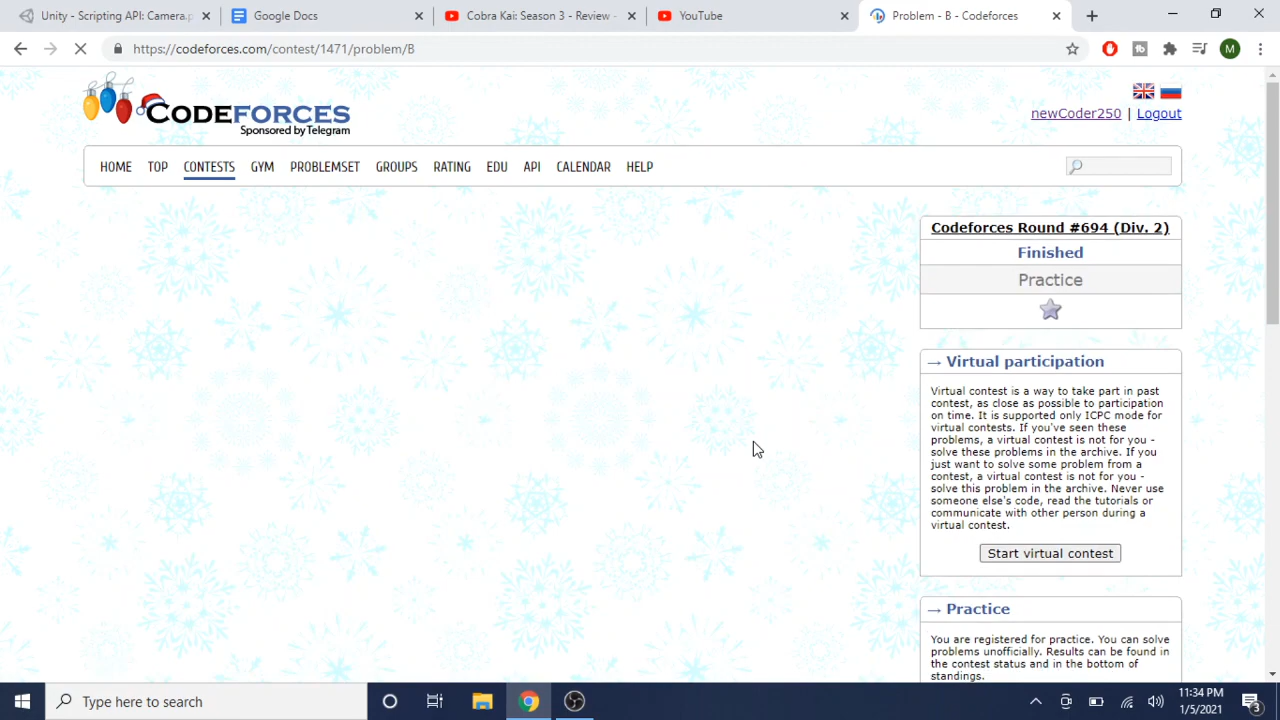 Unity - Scripting API: Camera.p
Google Docs
Cobra Kai: Season 3 - Review -
YouTube
Problem - B - Codeforces
https://codeforces.com/contest/1471/problem/B
M
CODEFORCES
Sponsored by Telegram
newCoder250 | Logout
HOME TOP CONTESTS GYM PROBLEMSET GROUPS RATING EDU API CALENDAR HELP
Codeforces Round #694 (Div. 2)
Finished
Practice
→ Virtual participation
Virtual contest is a way to take part in past
contest, as close as possible to participation
on time. It is supported only ICPC mode for
virtual contests. If you've seen these
problems, a virtual contest is not for you -
solve these problems in the archive. If you
just want to solve some problem from a
contest, a virtual contest is not for you -
solve this problem in the archive. Never use
someone else's code, read the tutorials or
communicate with other person during a
virtual contest.
Start virtual contest
→ Practice
You are registered for practice. You can solve
problems unofficially. Results can be found in
the contest status and in the bottom of
standings.
Type here to search
11:34 PM
1/5/2021
3